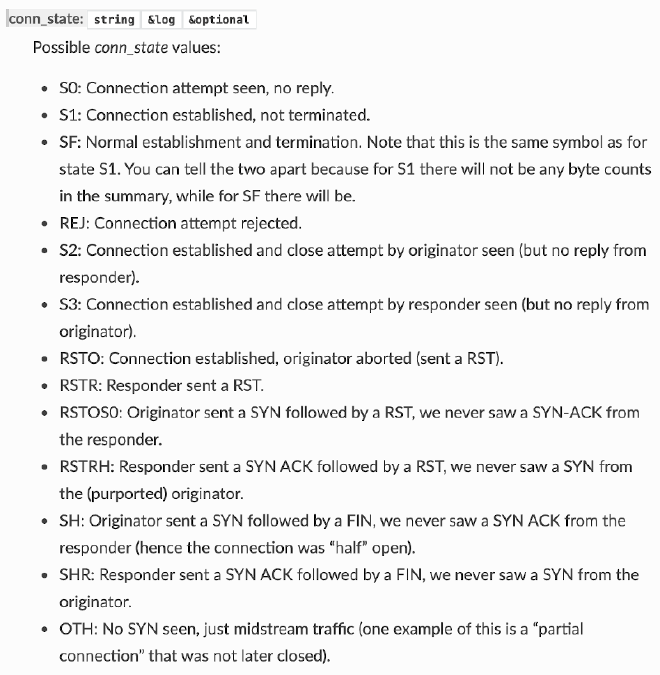 conn_state: string &log &optional
Possible conn_state values:
• S0: Connection attempt seen, no reply.
• S1: Connection established, not terminated.
• SF: Normal establishment and termination. Note that this is the same symbol as for
state S1. You can tell the two apart because for S1 there will not be any byte counts
in the summary, while for SF there will be.
• REJ: Connection attempt rejected.
• S2: Connection established and close attempt by originator seen (but no reply from
responder).
• S3: Connection established and close attempt by responder seen (but no reply from
originator).
• RSTO: Connection established, originator aborted (sent a RST).
• RSTR: Responder sent a RST.
• RSTOS0: Originator sent a SYN followed by a RST, we never saw a SYN-ACK from
the responder.
• RSTRH: Responder sent a SYN ACK followed by a RST, we never saw a SYN from
the (purported) originator.
• SH: Originator sent a SYN followed by a FIN, we never saw a SYN ACK from the
responder (hence the connection was “half” open).
• SHR: Responder sent a SYN ACK followed by a FIN, we never saw a SYN from the
originator.
• OTH: No SYN seen, just midstream traffic (one example of this is a “partial
connection” that was not later closed).